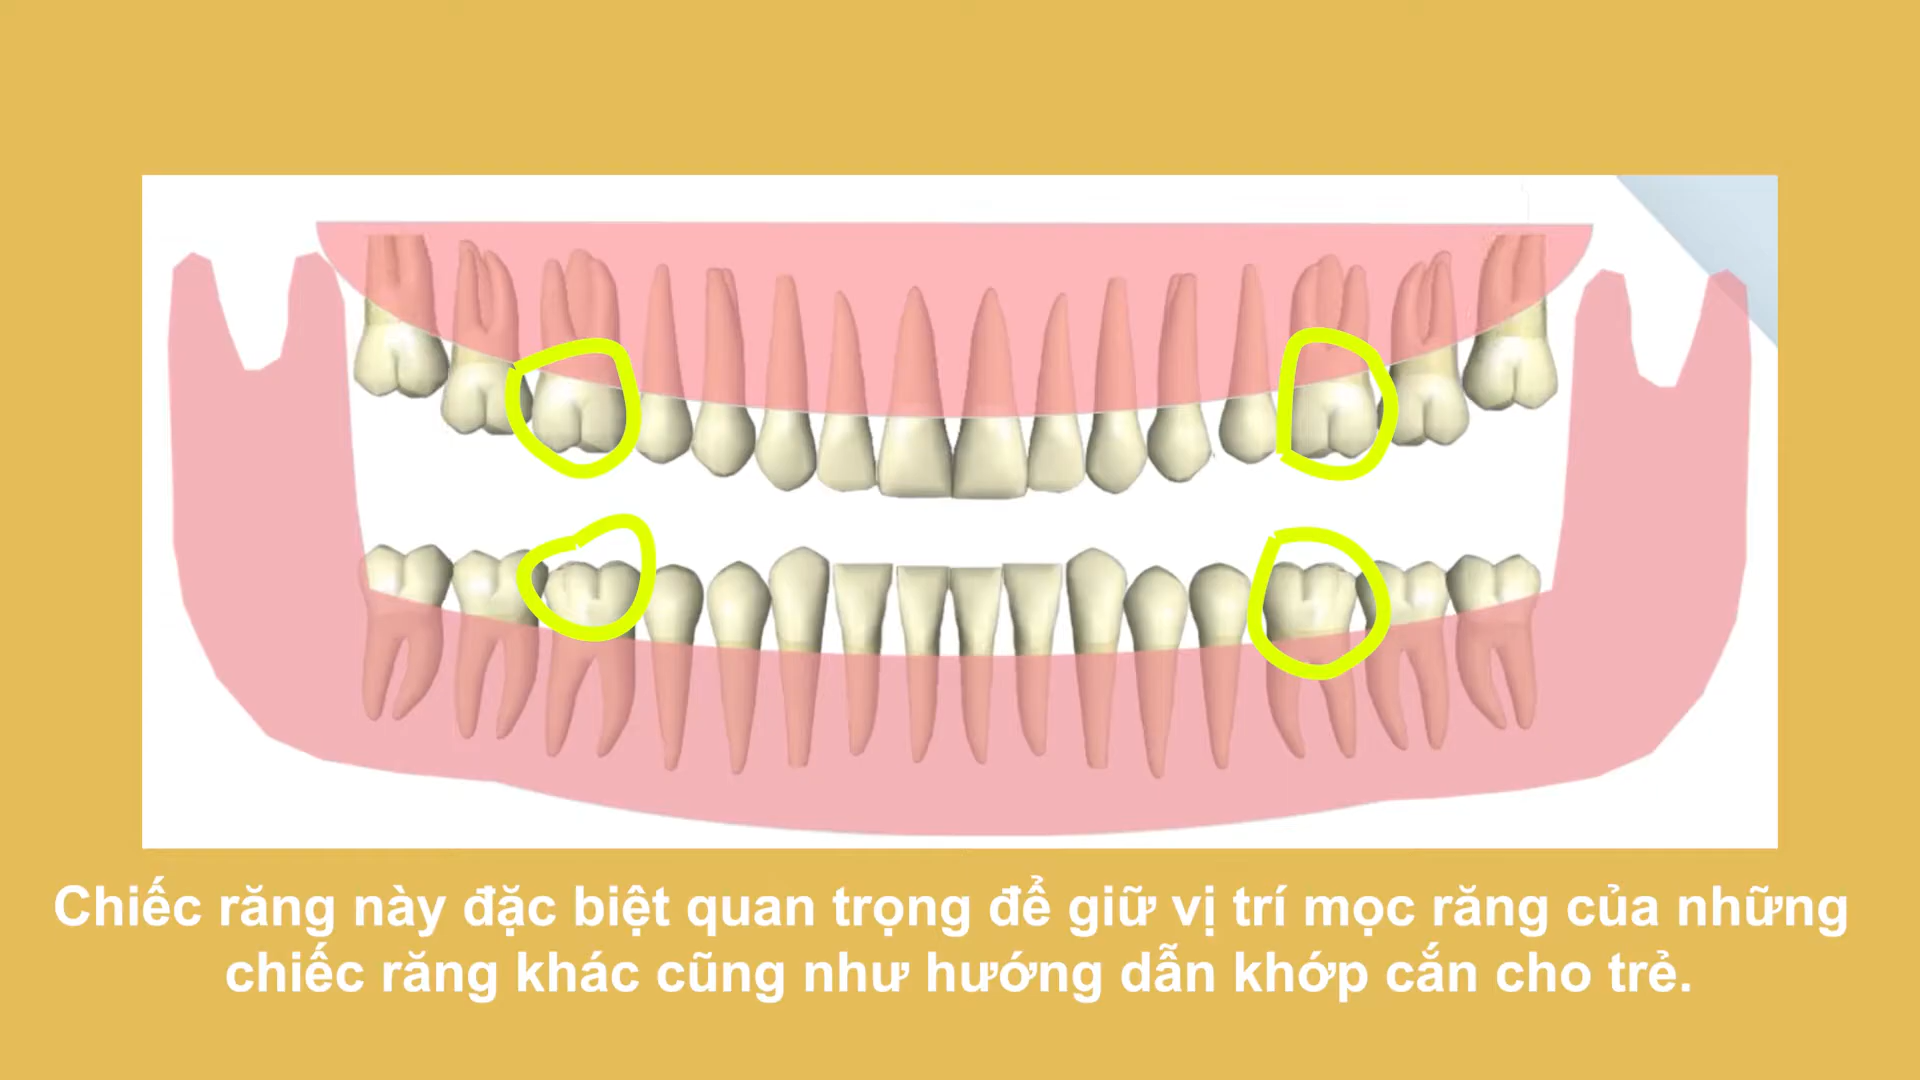 Chiếc răng này đặc biệt quan trọng để giữ vị trí mọc răng của những
chiếc răng khác cũng như hướng dẫn khớp cắn cho trẻ.